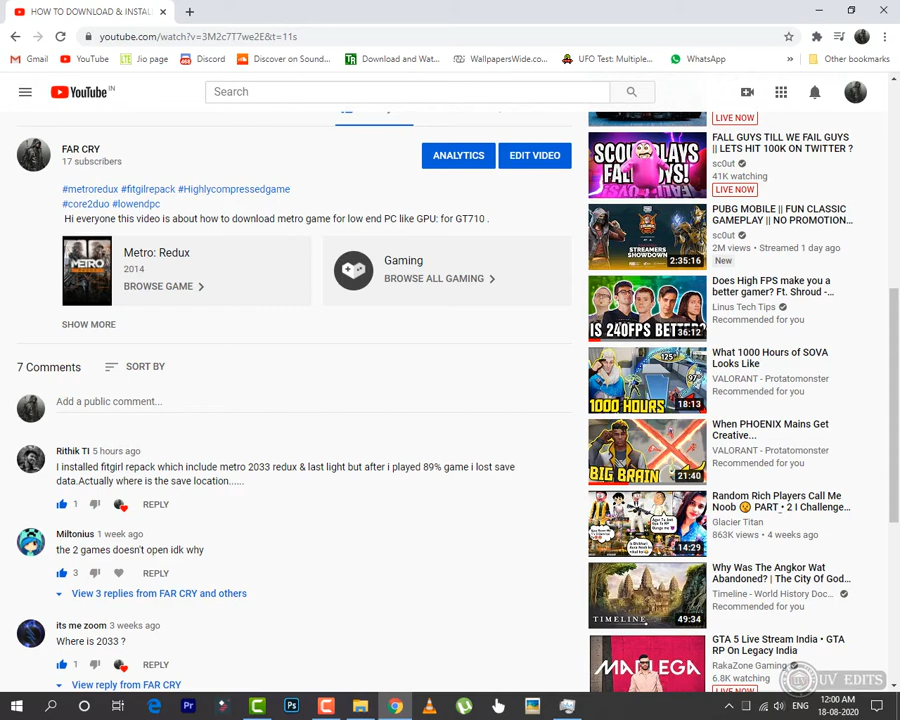 HOW TO DOWNLOAD & INSTAL
youtube.com/watch?v=3M2c7T7we2E&t=11s
Gmail
YouTube
LTE Jio page
468 Discord
Discover on Sound...
TR Download and Wat...
WallpapersWide.co...
UFO Test: Multiple...
WhatsApp
»
Other bookmarks
YouTube IN
Search
FAR CRY
17 subscribers
ANALYTICS
EDIT VIDEO
#metroredux #fitgilrepack #Highlycompressedgame
#core2duo #lowendpc
Hi everyone this video is about how to download metro game for low end PC like GPU: for GT710 .
METRO
Metro: Redux
2014
BROWSE GAME
Gaming
BROWSE ALL GAMING
SHOW MORE
7 Comments
SORT BY
Add a public comment...
Rithik TI 5 hours ago
I installed fitgirl repack which include metro 2033 redux & last light but after i played 89% game i lost save
data.Actually where is the save location......
1
REPLY
Miltonius 1 week ago
the 2 games doesn't open idk why
3
REPLY
View 3 replies from FAR CRY and others
its me zoom 3 weeks ago
Where is 2033 ?
1
REPLY
View reply from FAR CRY
LIVE NOW
FALL GUYS TILL WE FAIL GUYS
|| LETS HIT 100K ON TWITTER ?
sc0ut
41K watching
LIVE NOW
STREAMERS
SHOWDOWN
2:35:16
PUBG MOBILE || FUN CLASSIC
GAMEPLAY || NO PROMOTION...
sc0ut
2M views • Streamed 1 day ago
New
IS 240FPS BETTER?
36:12
Does High FPS make you a
better gamer? Ft. Shroud -...
Linus Tech Tips
Recommended for you
125°
97°
1000 HOURS
18:13
What 1000 Hours of SOVA
Looks Like
VALORANT - Protatomonster
Recommended for you
BIG BRAIN
21:40
When PHOENIX Mains Get
Creative...
VALORANT - Protatomonster
Recommended for you
14:29
Random Rich Players Call Me
Noob 😯 PART_• 2 I Challenge...
Glacier Titan
863K views • 4 weeks ago
TIMELINE
49:34
Why Was The Angkor Wat
Abandoned? | The City Of God...
Timeline - World History Doc...
Recommended for you
GTA 5 Live Stream India • GTA
RP On Legacy India
RakaZone Gaming
6.8K watching
LIVE NOW
UV EDITS
Pr
Ps
ENG
12:00 AM
18-08-2020